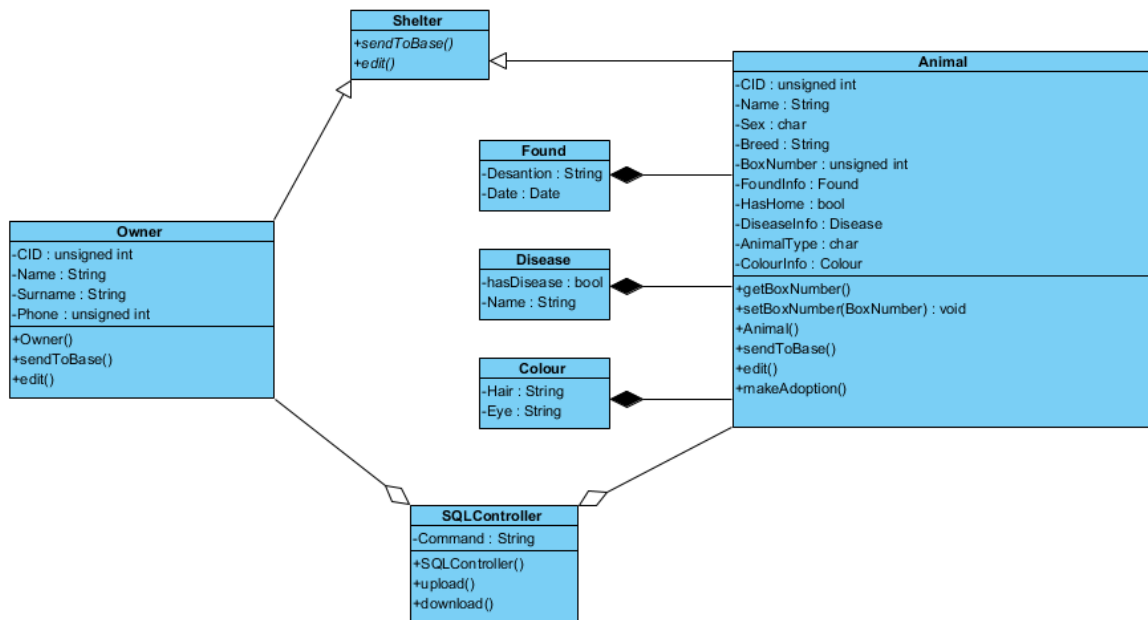 Shelter
+sendToBase()
+edit()
Animal
-CID : unsigned int
-Name : String
-Sex : char
-Breed : String
-BoxNumber : unsigned int
-FoundInfo : Found
-HasHome : bool
-DiseaseInfo : Disease
-AnimalType : char
-ColourInfo : Colour
+getBoxNumber()
+setBoxNumber(BoxNumber) : void
+Animal()
+sendToBase()
+edit()
+makeAdoption()
Found
-Desantion : String
-Date : Date
Owner
-CID : unsigned int
-Name : String
-Surname : String
-Phone : unsigned int
+Owner()
+sendToBase()
+edit()
Disease
-hasDisease : bool
-Name : String
Colour
-Hair : String
-Eye : String
SQLController
-Command : String
+SQLController()
+upload()
+download()